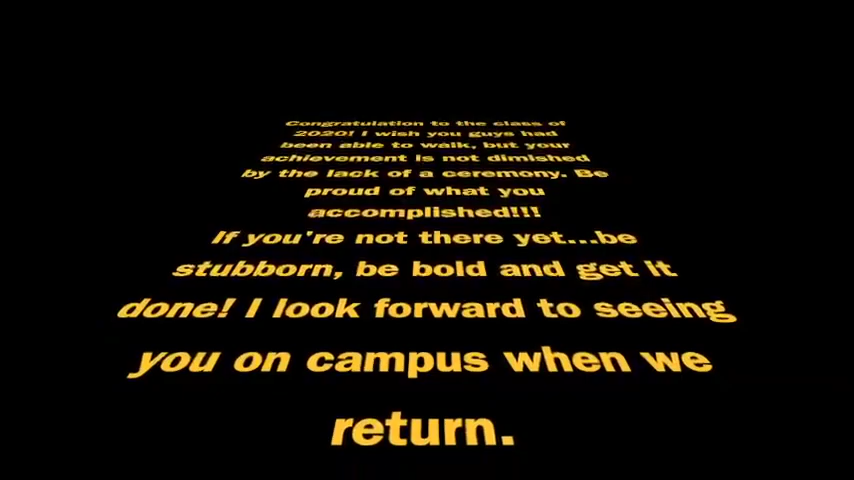 Congratulation to the class of
2020! I wish you guys had
been able to walk, but your
achievement is not dimished
by the lack of a ceremony. Be
proud of what you
accomplished!!!
If you're not there yet...be
stubborn, be bold and get it
done! I look forward to seeing
you on campus when we
return.